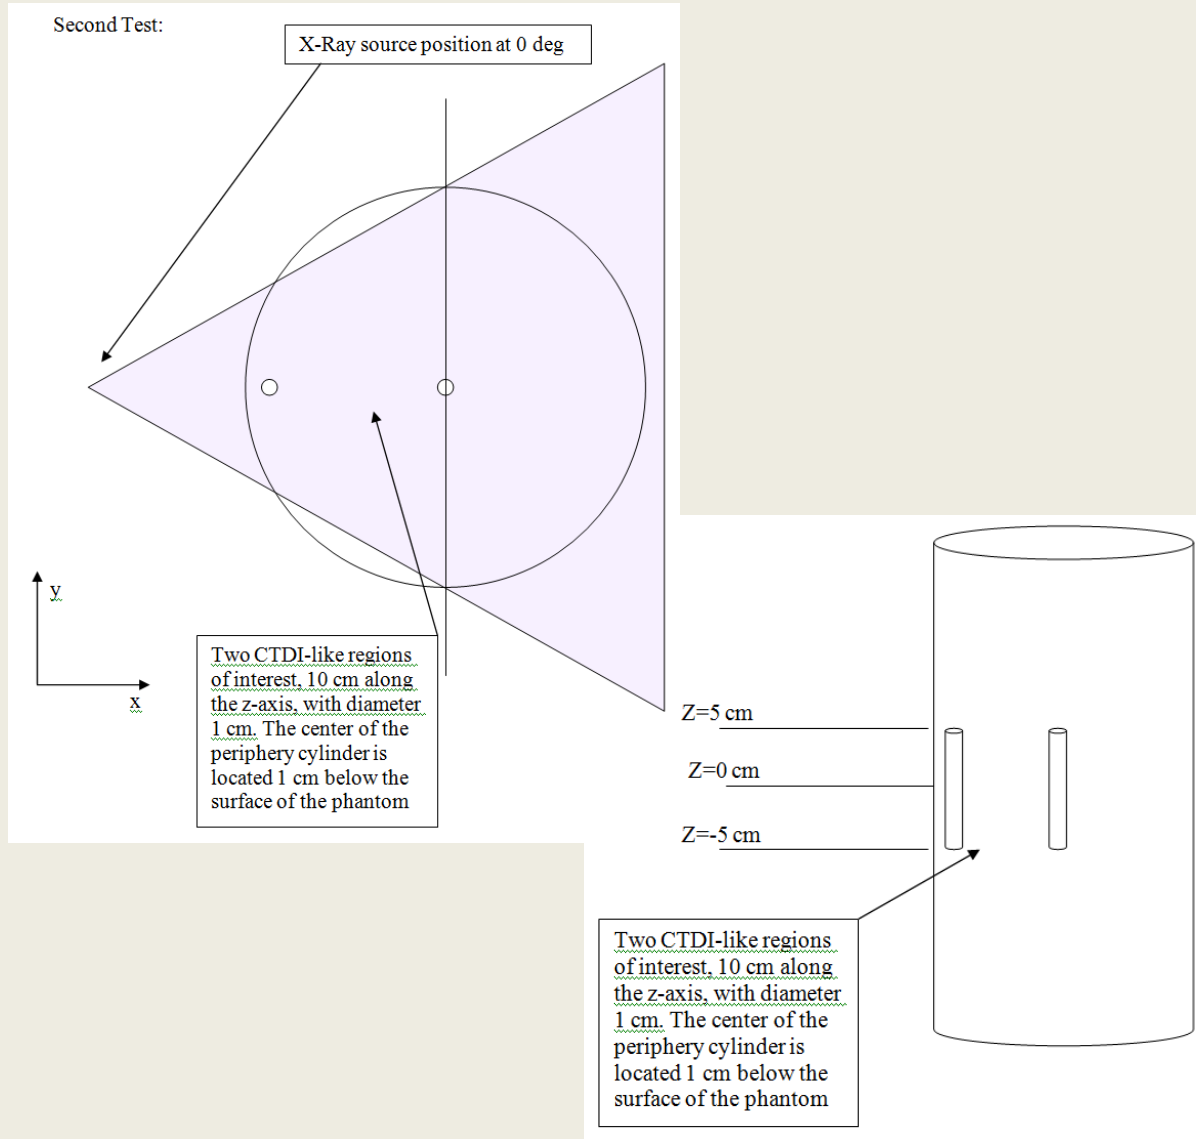 Second Test:
X-Ray source position at 0 deg
y
x
Two CTDI-like regions
of interest, 10 cm along
the z-axis, with diameter
1 cm. The center of the
periphery cylinder is
located 1 cm below the
surface of the phantom
Z=5 cm
Z=0 cm
Z=-5 cm
Two CTDI-like regions
of interest, 10 cm along
the z-axis, with diameter
1 cm. The center of the
periphery cylinder is
located 1 cm below the
surface of the phantom